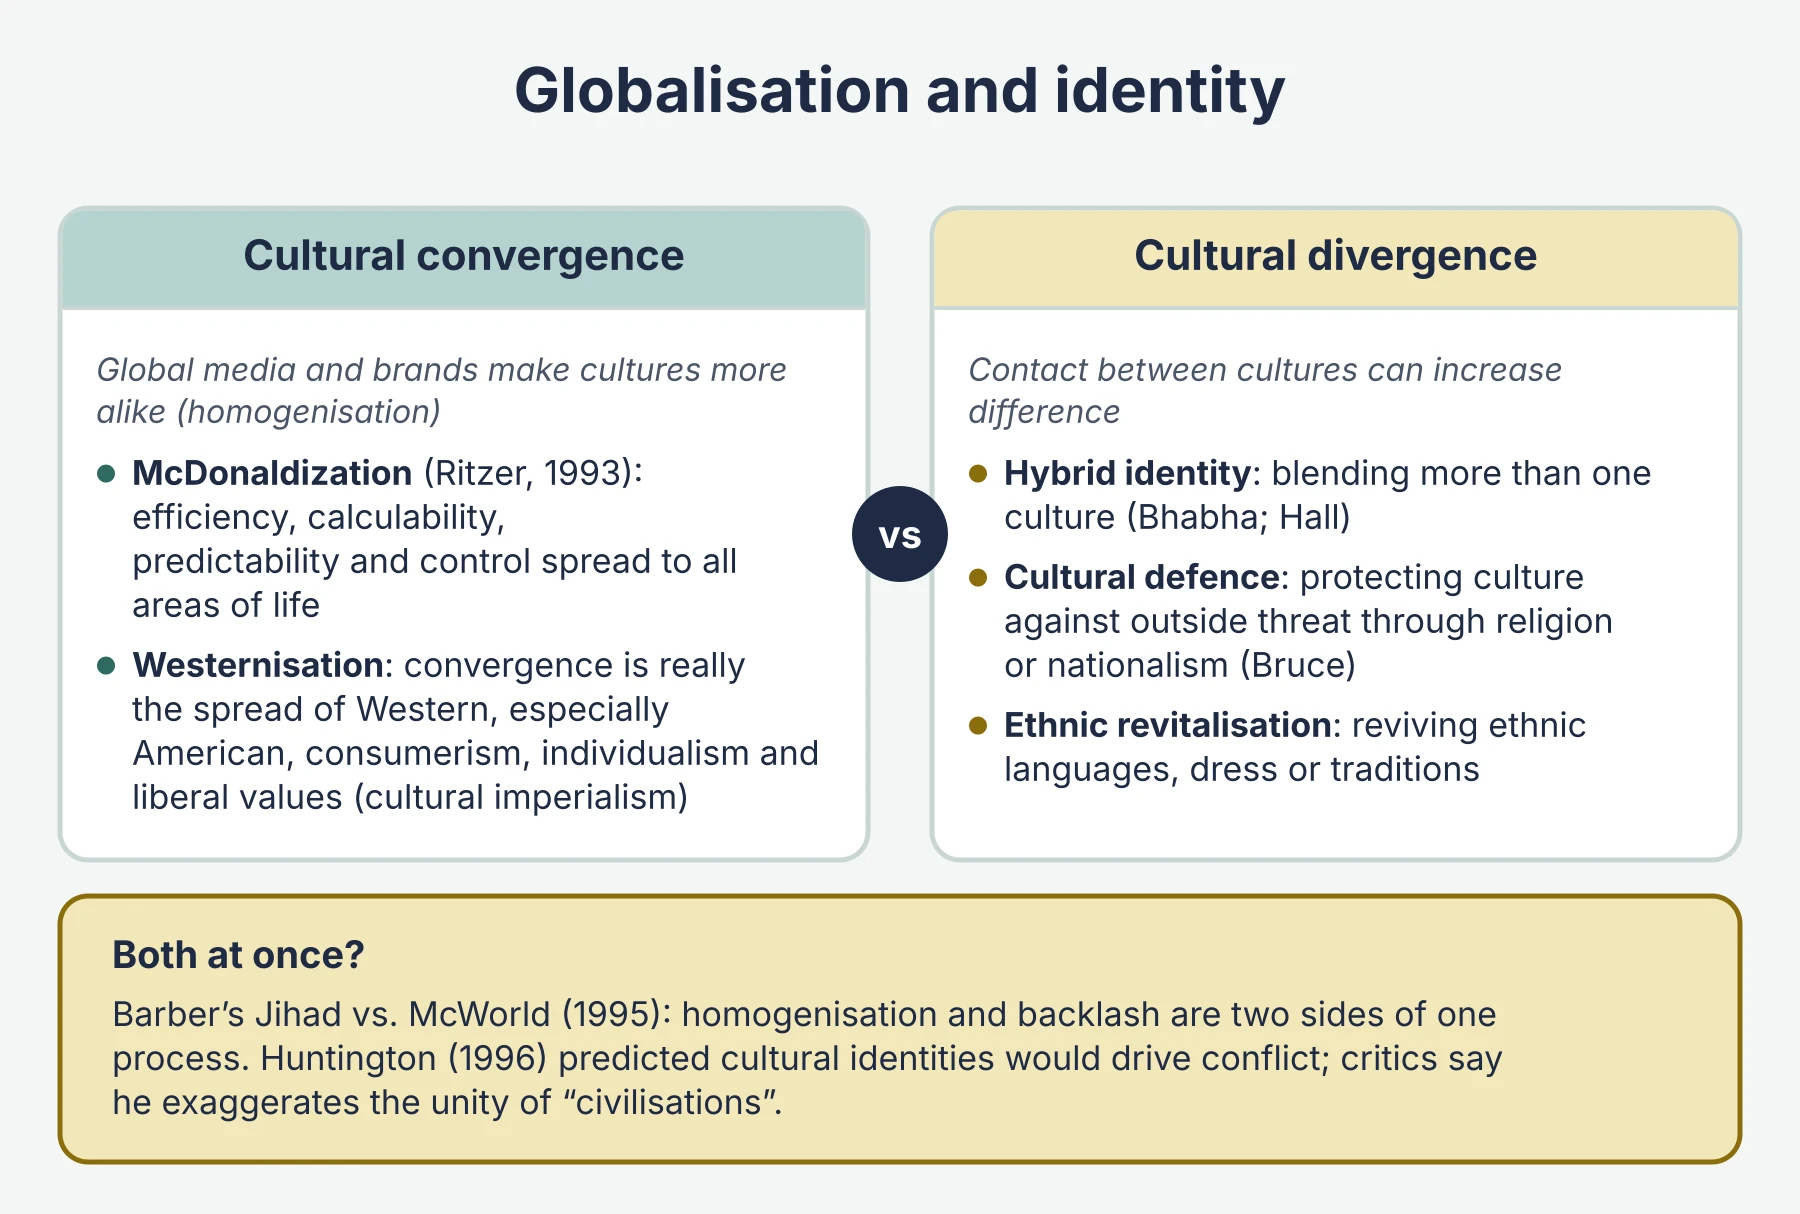 Globalisation and identity
Cultural convergence
Global media and brands make cultures more
alike (homogenisation)
McDonaldization (Ritzer, 1993):
efficiency, calculability,
predictability and control spread to all
areas of life
Westernisation: convergence is really
the spread of Western, especially
American, consumerism, individualism and
liberal values (cultural imperialism)
vs
Cultural divergence
Contact between cultures can increase
difference
Hybrid identity: blending more than one
culture (Bhabha; Hall)
Cultural defence: protecting culture
against outside threat through religion
or nationalism (Bruce)
Ethnic revitalisation: reviving ethnic
languages, dress or traditions
Both at once?
Barber’s Jihad vs. McWorld (1995): homogenisation and backlash are two sides of one
process. Huntington (1996) predicted cultural identities would drive conflict; critics say
he exaggerates the unity of “civilisations”.